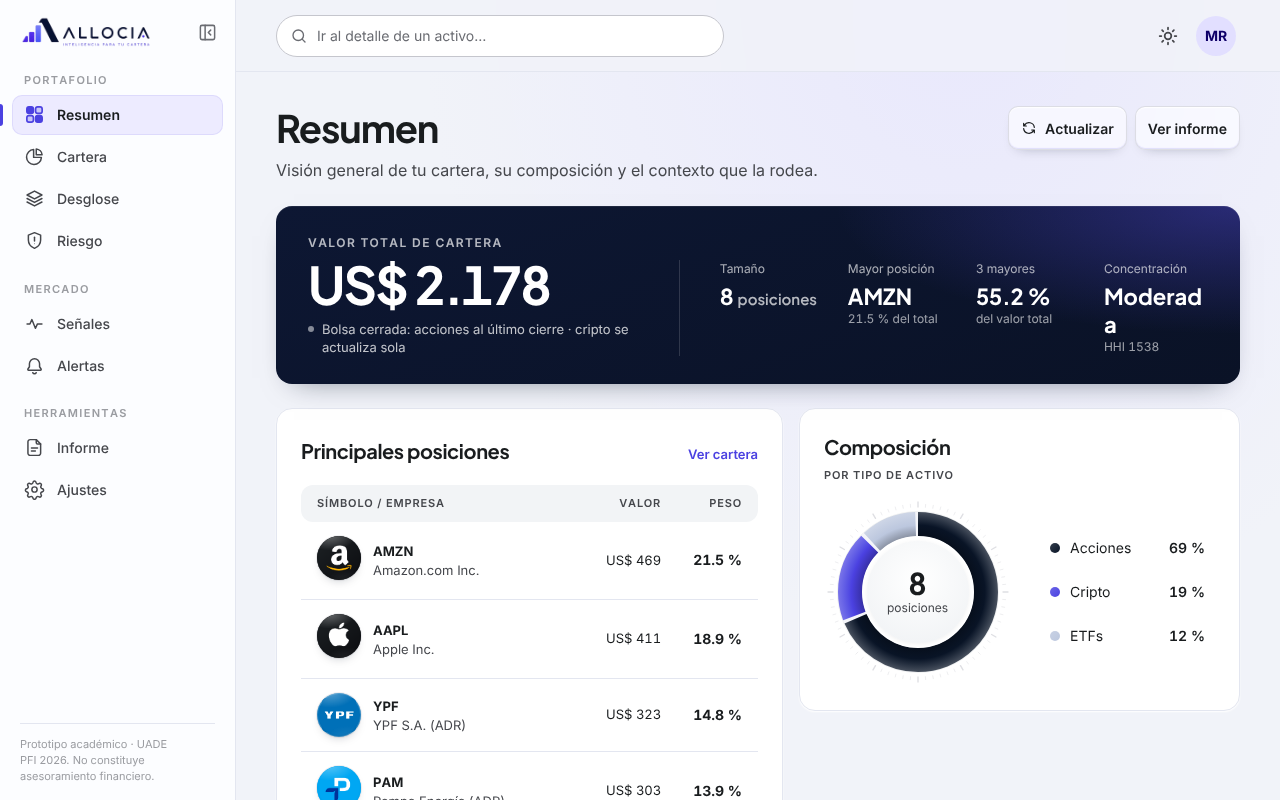 ALLOCIA
INTELIGENCIA PARA TU CARTERA
Ir al detalle de un activo...
MR
PORTAFOLIO
Resumen
Cartera
Desglose
Riesgo
MERCADO
Señales
Alertas
HERRAMIENTAS
Informe
Ajustes
Prototipo académico · UADE
PFI 2026. No constituye
asesoramiento financiero.
Resumen
Visión general de tu cartera, su composición y el contexto que la rodea.
Actualizar
Ver informe
VALOR TOTAL DE CARTERA
US$ 2.178
Bolsa cerrada: acciones al último cierre · cripto se
actualiza sola
Tamaño
8 posiciones
Mayor posición
AMZN
21.5 % del total
3 mayores
55.2 %
del valor total
Concentración
Moderad
a
HHI 1538
Principales posiciones
Ver cartera
SÍMBOLO / EMPRESA VALOR PESO
AMZN
Amazon.com Inc.
US$ 469 21.5 %
AAPL
Apple Inc.
US$ 411 18.9 %
YPF
YPF
YPF S.A. (ADR)
US$ 323 14.8 %
PAM
Pampa Energía (ADR)
US$ 303 13.9 %
Composición
POR TIPO DE ACTIVO
8
posiciones
Acciones 69 %
Cripto 19 %
ETFs 12 %